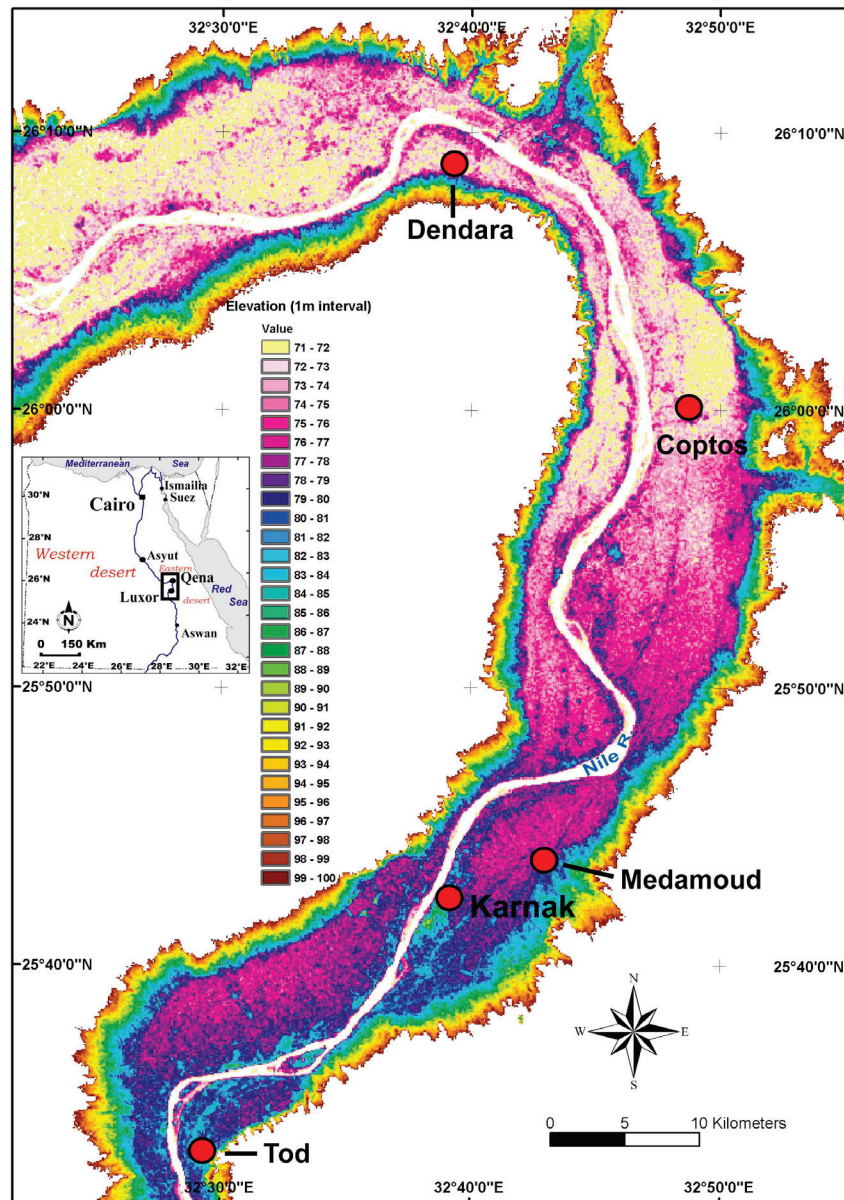 32°30'0"E 32°40'0"E 32°50'0"E
26°10'0"N 26°10'0"N
Dendara
Elevation (1m interval)
Value
71 - 72
72 - 73
73 - 74
74 - 75
75 - 76
76 - 77
77 - 78
78 - 79
79 - 80
80 - 81
81 - 82
82 - 83
83 - 84
84 - 85
85 - 86
86 - 87
87 - 88
88 - 89
89 - 90
90 - 91
91 - 92
92 - 93
93 - 94
94 - 95
95 - 96
96 - 97
97 - 98
98 - 99
99 - 100
26°00'0"N 26°00'0"N
Coptos
Mediterranean Sea
Ismailia
Suez
30°N
Cairo
28°N
Western
desert
Asyut
Eastern
desert
26°N
Qena
Luxor
Red
Sea
24°N
Aswan
N
0 150 Km
22°E 24°E 26°E 28°E 30°E 32°E
25°50'0"N 25°50'0"N
Nile R.
Medamoud
Karnak
25°40'0"N 25°40'0"N
N
W E
S
0 5 10 Kilometers
Tod
32°30'0"E 32°40'0"E 32°50'0"E